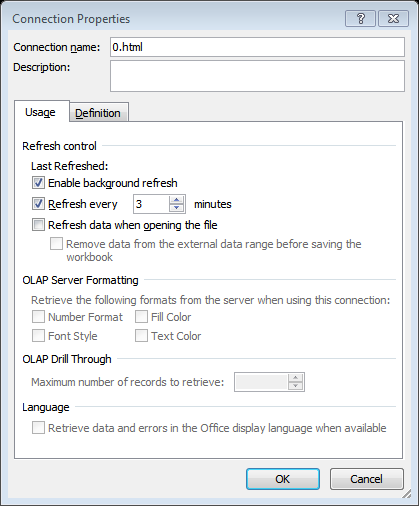 Connection Properties
Connection name: 0.html
Description:
Usage Definition
Refresh control
Last Refreshed:
Enable background refresh
Refresh every 3 minutes
Refresh data when opening the file
Remove data from the external data range before saving the
workbook
OLAP Server Formatting
Retrieve the following formats from the server when using this connection:
Number Format Fill Color
Font Style Text Color
OLAP Drill Through
Maximum number of records to retrieve:
Language
Retrieve data and errors in the Office display language when available
OK Cancel